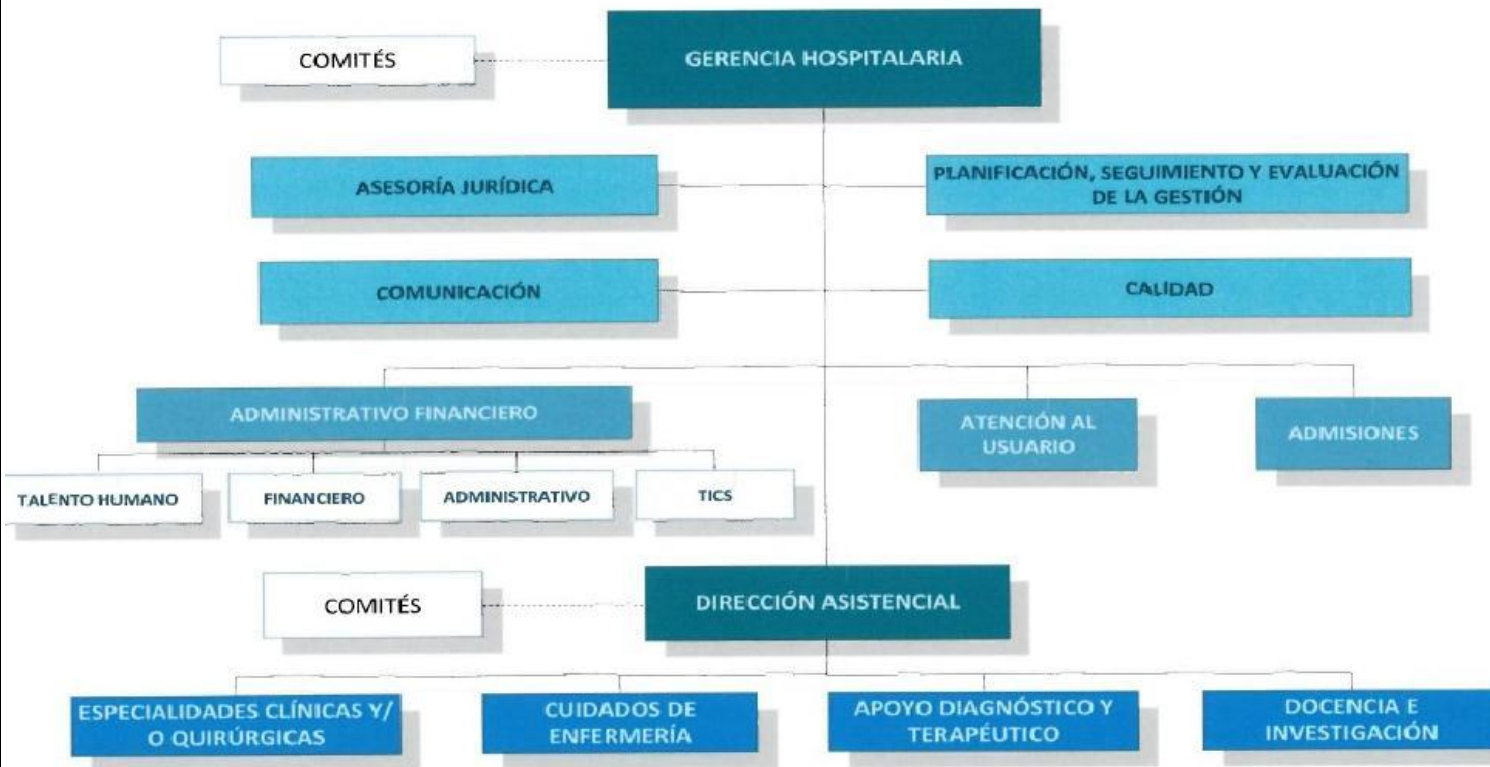 COMITÉS
GERENCIA HOSPITALARIA
ASESORÍA JURÍDICA
PLANIFICACIÓN, SEGUIMIENTO Y EVALUACIÓN
DE LA GESTIÓN
COMUNICACIÓN
CALIDAD
ADMINISTRATIVO FINANCIERO
ATENCIÓN AL
USUARIO
ADMISIONES
TALENTO HUMANO
FINANCIERO
ADMINISTRATIVO
TICS
COMITÉS
DIRECCIÓN ASISTENCIAL
ESPECIALIDADES CLÍNICAS Y/
O QUIRÚRGICAS
CUIDADOS DE
ENFERMERÍA
APOYO DIAGNÓSTICO Y
TERAPÉUTICO
DOCENCIA E
INVESTIGACIÓN